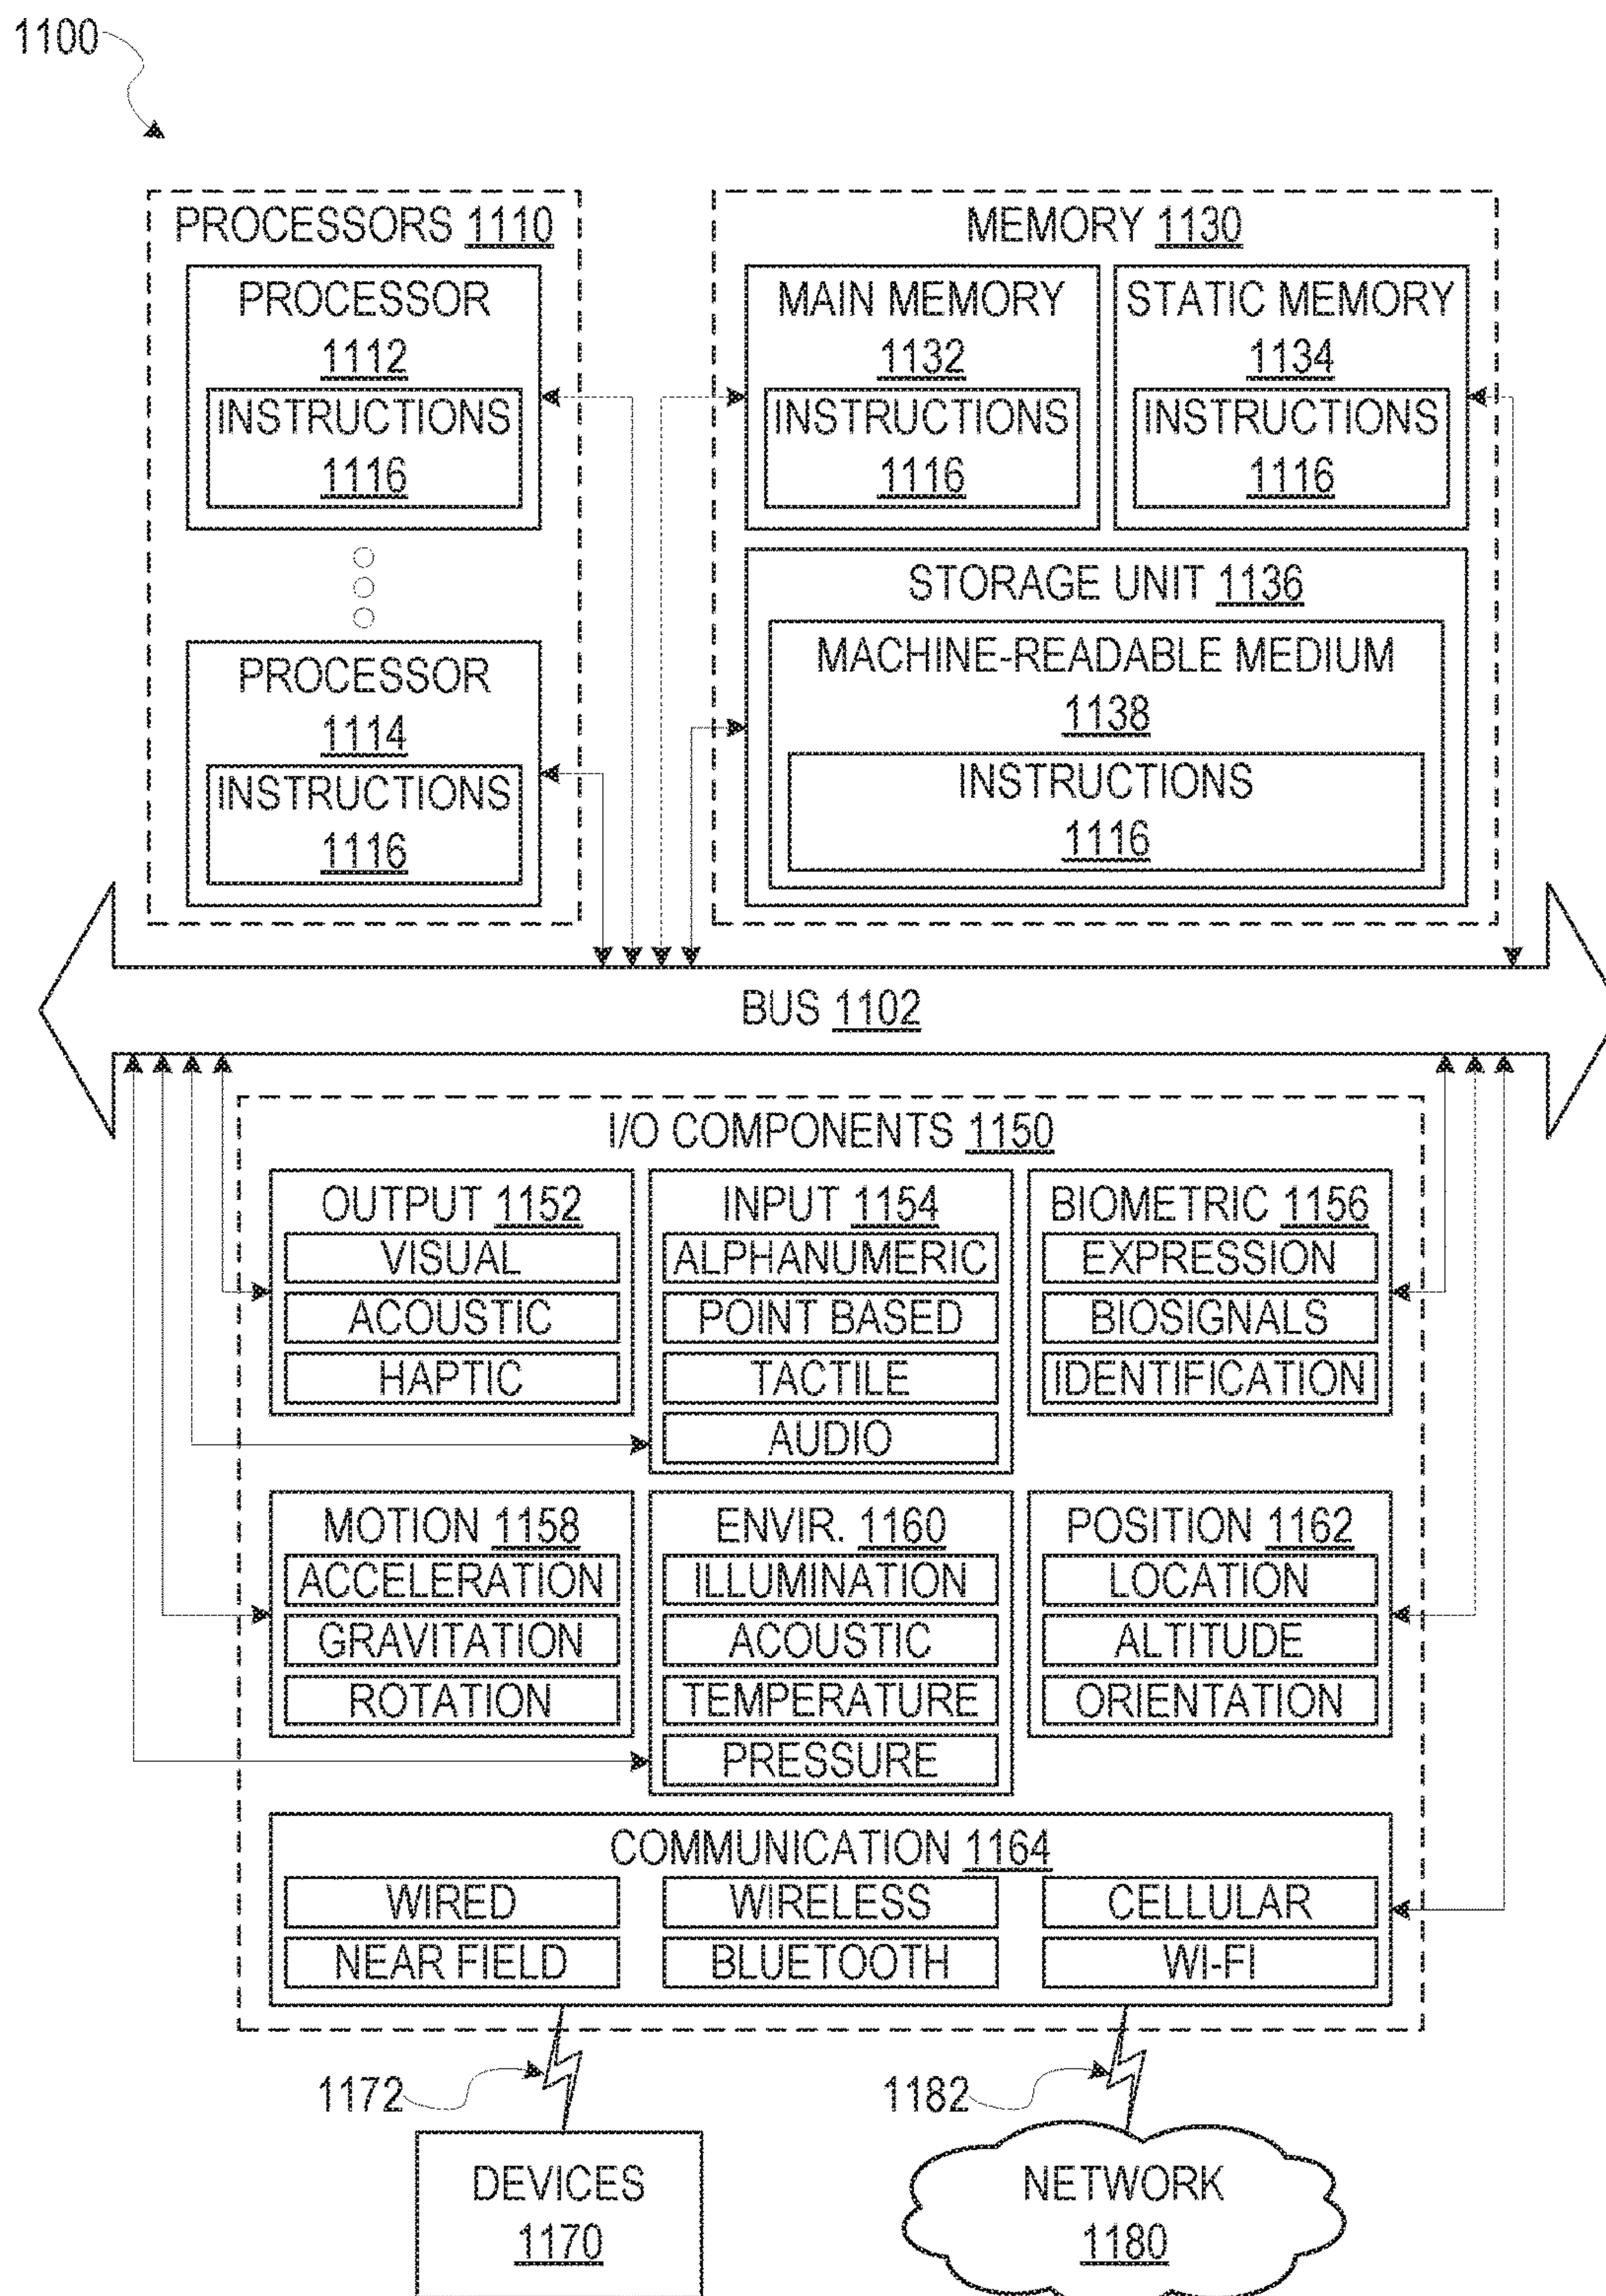 1100
PROCESSORS 1110
PROCESSOR
1112
INSTRUCTIONS
1116
PROCESSOR
1114
INSTRUCTIONS
1116
MEMORY 1130
MAIN MEMORY
1132
INSTRUCTIONS
1116
STATIC MEMORY
1134
INSTRUCTIONS
1116
STORAGE UNIT 1136
MACHINE-READABLE MEDIUM
1138
INSTRUCTIONS
1116
BUS 1102
I/O COMPONENTS 1150
OUTPUT 1152
VISUAL
ACOUSTIC
HAPTIC
INPUT 1154
ALPHANUMERIC
POINT BASED
TACTILE
AUDIO
BIOMETRIC 1156
EXPRESSION
BIOSIGNALS
IDENTIFICATION
MOTION 1158
ACCELERATION
GRAVITATION
ROTATION
ENVIR. 1160
ILLUMINATION
ACOUSTIC
TEMPERATURE
PRESSURE
POSITION 1162
LOCATION
ALTITUDE
ORIENTATION
COMMUNICATION 1164
WIRED
WIRELESS
CELLULAR
NEAR FIELD
BLUETOOTH
WI-FI
1172
1182
DEVICES
1170
NETWORK
1180